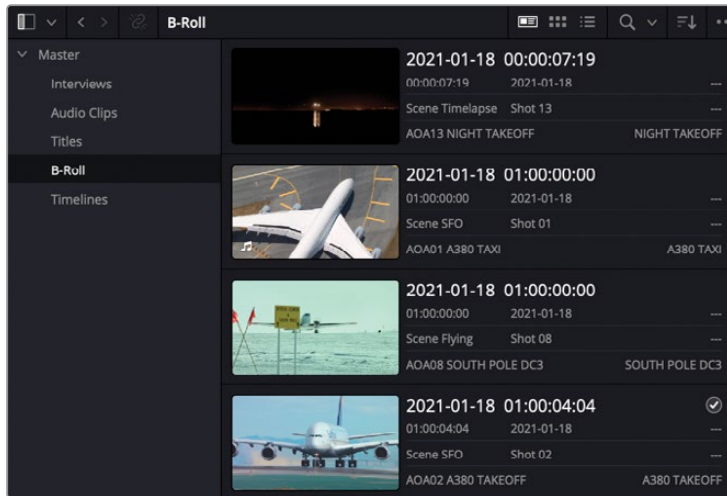 B-Roll
Master
Interviews
Audio Clips
Titles
B-Roll
Timelines
2021-01-18 00:00:07:19
00:00:07:19 2021-01-18 ---
Scene Timelapse Shot 13 ---
AOA13 NIGHT TAKEOFF NIGHT TAKEOFF
2021-01-18 01:00:00:00
01:00:00:00 2021-01-18 ---
Scene SFO Shot 01 ---
AOA01 A380 TAXI A380 TAXI
2021-01-18 01:00:00:00
01:00:00:00 2021-01-18 ---
Scene Flying Shot 08 ---
AOA08 SOUTH POLE DC3 SOUTH POLE DC3
2021-01-18 01:00:04:04
01:00:04:04 2021-01-18 ---
Scene SFO Shot 02 ---
AOA02 A380 TAKEOFF A380 TAKEOFF